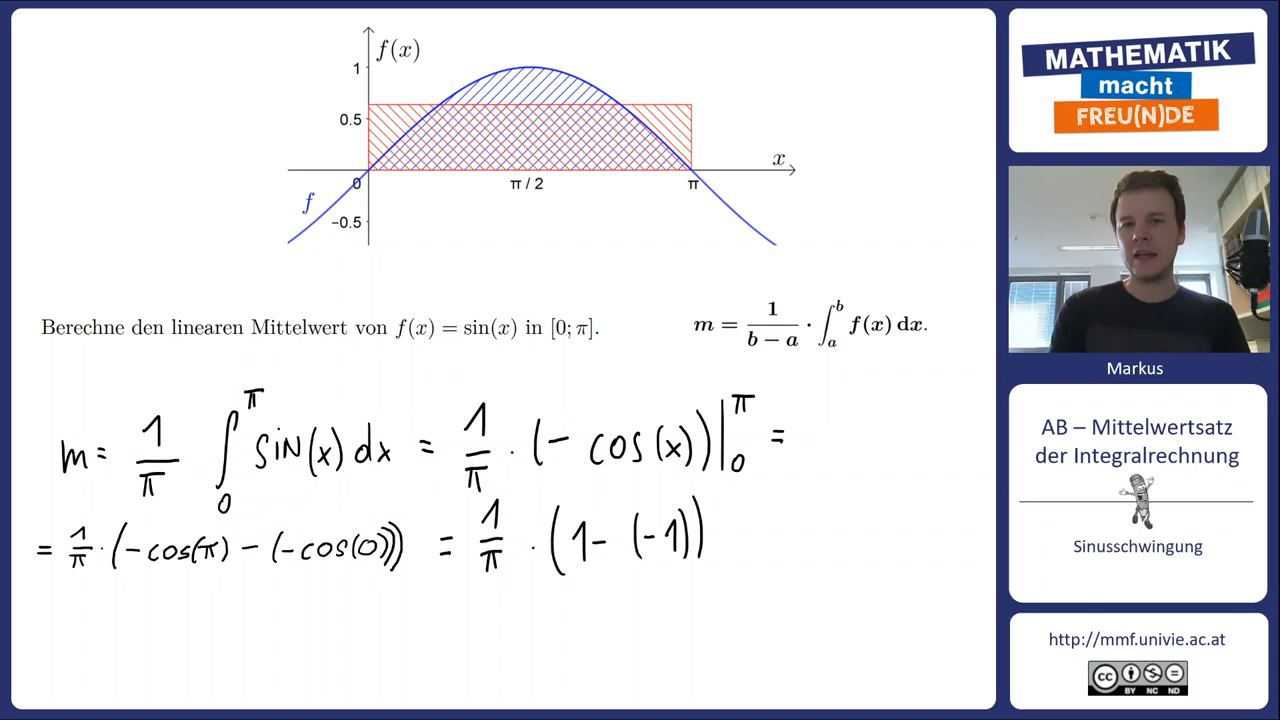 f(x)
1
0.5
x
0
π / 2
π
f
−0.5
Berechne den linearen Mittelwert von f(x) = sin(x) in [0; π].
m = 1/(b − a) · ∫_a^b f(x) dx.
m = 1/π ∫_0^π sin(x) dx = 1/π · (− cos(x)) |_0^π =
= 1/π · (−cos(π) − (−cos(0))) = 1/π · (1 − (−1))
MATHEMATIK
macht
FREU(N)DE
Markus
AB – Mittelwertsatz
der Integralrechnung
Sinusschwingung
http://mmf.univie.ac.at
cc
BY NC ND